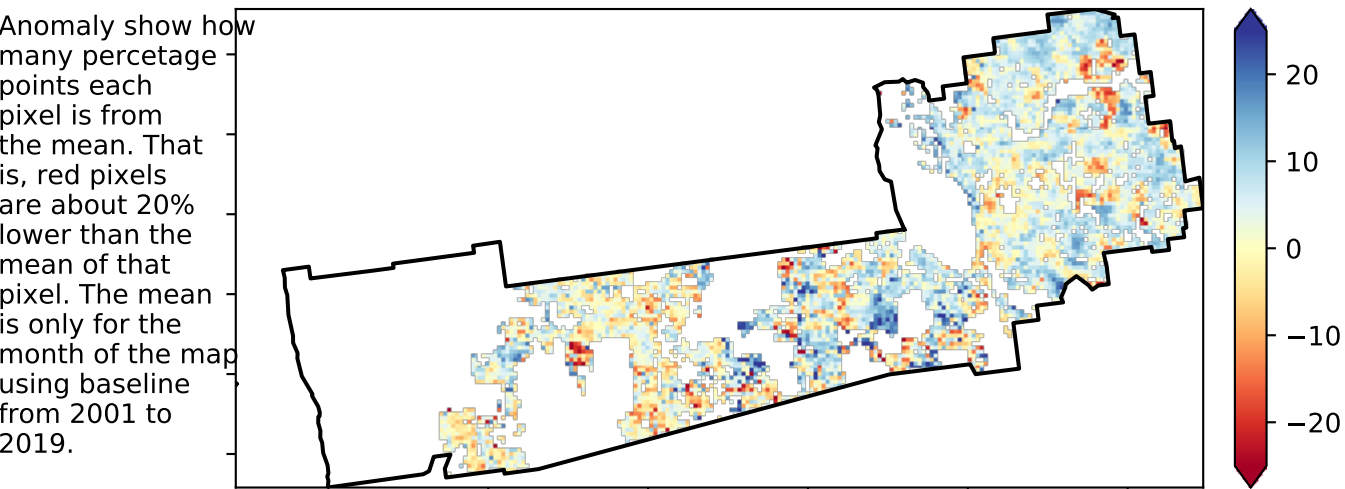 Anomaly show how
many percetage
points each
pixel is from
the mean. That
is, red pixels
are about 20%
lower than the
mean of that
pixel. The mean
is only for the
month of the map
using baseline
from 2001 to
2019.
20
10
0
−10
−20